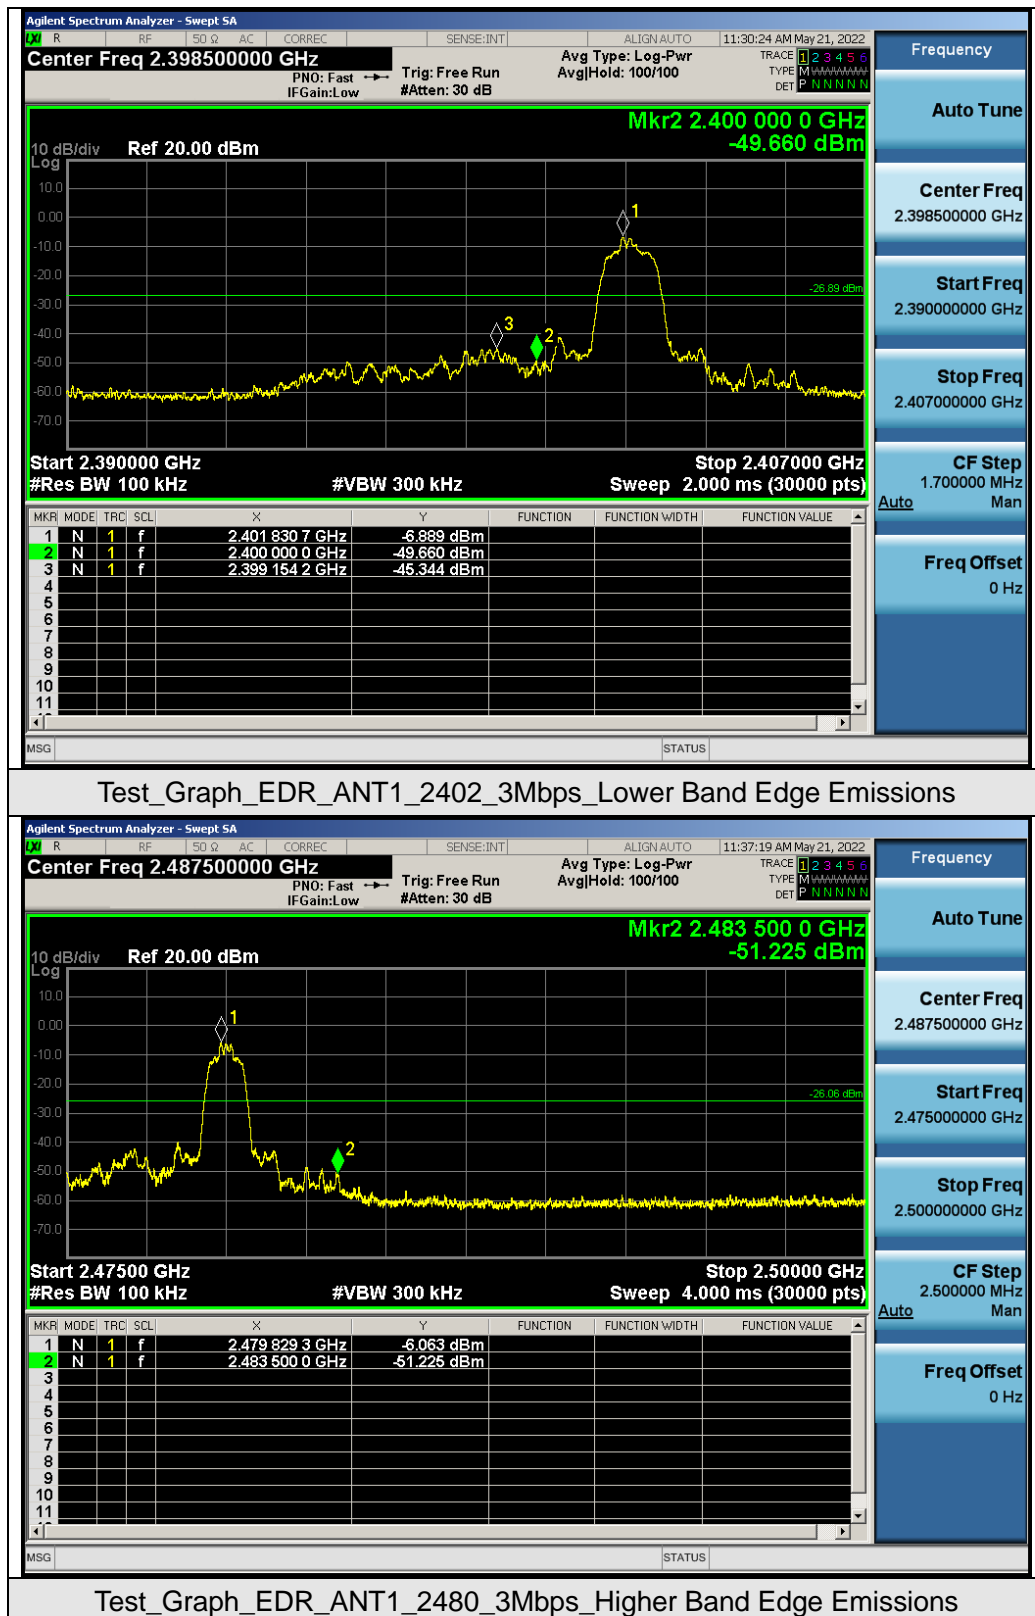 Agilent Spectrum Analyzer - Swept SA
LXI R RF 50 Ω AC CORREC SENSE:INT ALIGN AUTO 11:30:24 AM May 21, 2022
Center Freq 2.398500000 GHz
PNO: Fast
IFGain:Low
Trig: Free Run
#Atten: 30 dB
Avg Type: Log-Pwr
Avg|Hold: 100/100
TRACE 1 2 3 4 5 6
TYPE M
DET P N N N N N
Mkr2 2.400 000 0 GHz
-49.660 dBm
10 dB/div Ref 20.00 dBm
Log
10.0
0.00
-10.0
-20.0
-30.0
-40.0
-50.0
-60.0
-70.0
1
3
2
-26.89 dBm
Start 2.390000 GHz Stop 2.407000 GHz
#Res BW 100 kHz #VBW 300 kHz Sweep 2.000 ms (30000 pts)
MKR MODE TRC SCL X Y FUNCTION FUNCTION WIDTH FUNCTION VALUE
1 N 1 f 2.401 830 7 GHz -6.889 dBm
2 N 1 f 2.400 000 0 GHz -49.660 dBm
3 N 1 f 2.399 154 2 GHz -45.344 dBm
4
5
6
7
8
9
10
11
MSG STATUS
Frequency
Auto Tune
Center Freq
2.398500000 GHz
Start Freq
2.390000000 GHz
Stop Freq
2.407000000 GHz
CF Step
1.700000 MHz
Auto Man
Freq Offset
0 Hz
Test_Graph_EDR_ANT1_2402_3Mbps_Lower Band Edge Emissions
Agilent Spectrum Analyzer - Swept SA
LXI R RF 50 Ω AC CORREC SENSE:INT ALIGN AUTO 11:37:19 AM May 21, 2022
Center Freq 2.487500000 GHz
PNO: Fast
IFGain:Low
Trig: Free Run
#Atten: 30 dB
Avg Type: Log-Pwr
Avg|Hold: 100/100
TRACE 1 2 3 4 5 6
TYPE M
DET P N N N N N
Mkr2 2.483 500 0 GHz
-51.225 dBm
10 dB/div Ref 20.00 dBm
Log
10.0
0.00
-10.0
-20.0
-30.0
-40.0
-50.0
-60.0
-70.0
1
2
-26.06 dBm
Start 2.47500 GHz Stop 2.50000 GHz
#Res BW 100 kHz #VBW 300 kHz Sweep 4.000 ms (30000 pts)
MKR MODE TRC SCL X Y FUNCTION FUNCTION WIDTH FUNCTION VALUE
1 N 1 f 2.479 829 3 GHz -6.063 dBm
2 N 1 f 2.483 500 0 GHz -51.225 dBm
3
4
5
6
7
8
9
10
11
MSG STATUS
Frequency
Auto Tune
Center Freq
2.487500000 GHz
Start Freq
2.475000000 GHz
Stop Freq
2.500000000 GHz
CF Step
2.500000 MHz
Auto Man
Freq Offset
0 Hz
Test_Graph_EDR_ANT1_2480_3Mbps_Higher Band Edge Emissions